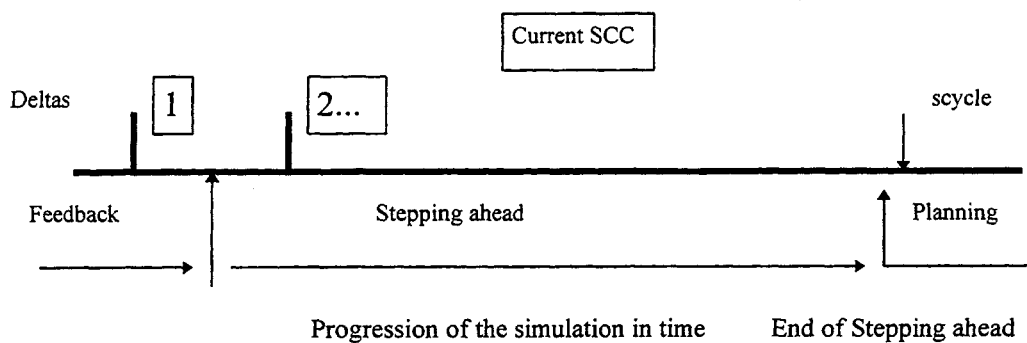 Current SCC
Deltas
1
2...
scycle
Feedback
Stepping ahead
Planning
Progression of the simulation in time
End of Stepping ahead